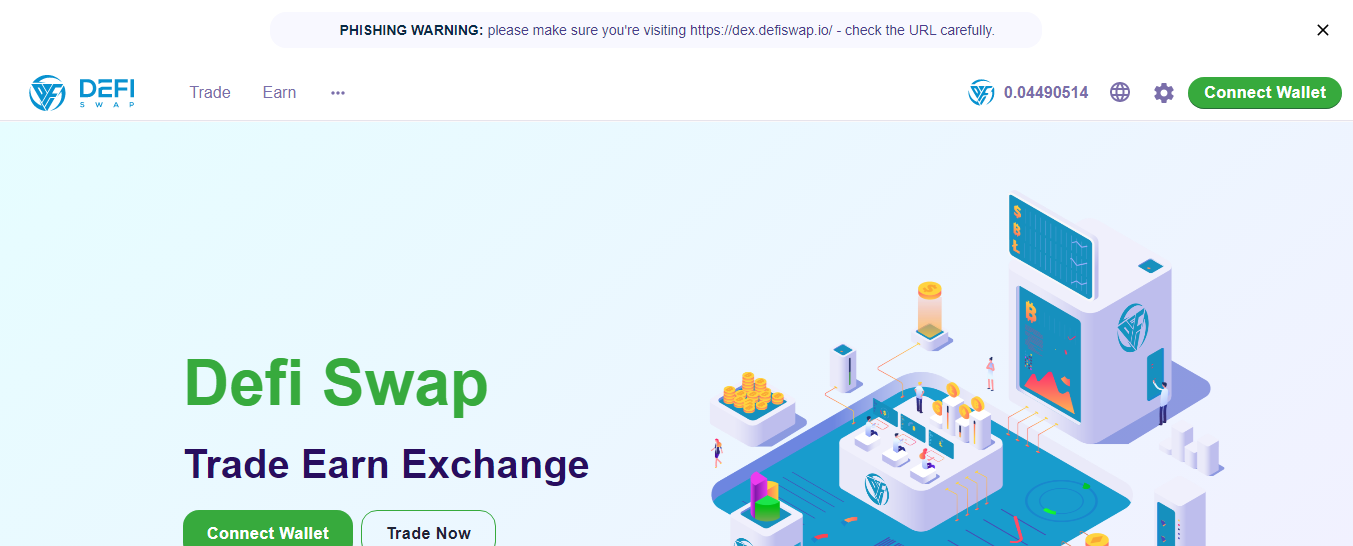 PHISHING WARNING: please make sure you're visiting https://dex.defiswap.io/ - check the URL carefully.
DEFI
SWAP
Trade
Earn
0.04490514
Connect Wallet
Defi Swap
Trade Earn Exchange
Connect Wallet
Trade Now